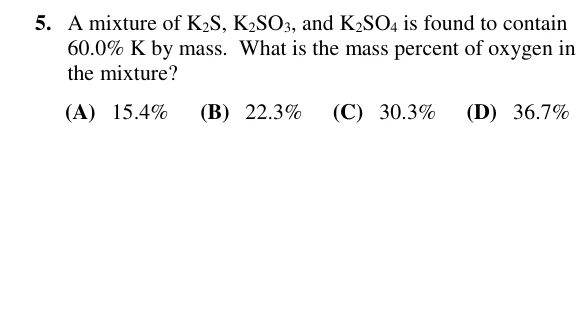 5. A mixture of K₂S, K₂SO₃, and K₂SO₄ is found to contain
60.0% K by mass. What is the mass percent of oxygen in
the mixture?
(A) 15.4% (B) 22.3% (C) 30.3% (D) 36.7%